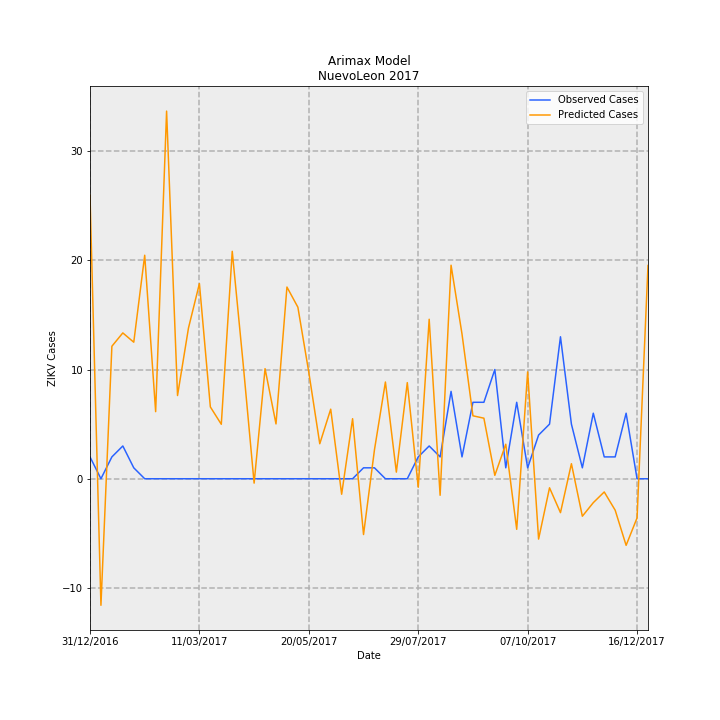 Arimax Model
NuevoLeon 2017
Observed Cases
Predicted Cases
ZIKV Cases
30
20
10
0
−10
31/12/2016
11/03/2017
20/05/2017
29/07/2017
07/10/2017
16/12/2017
Date